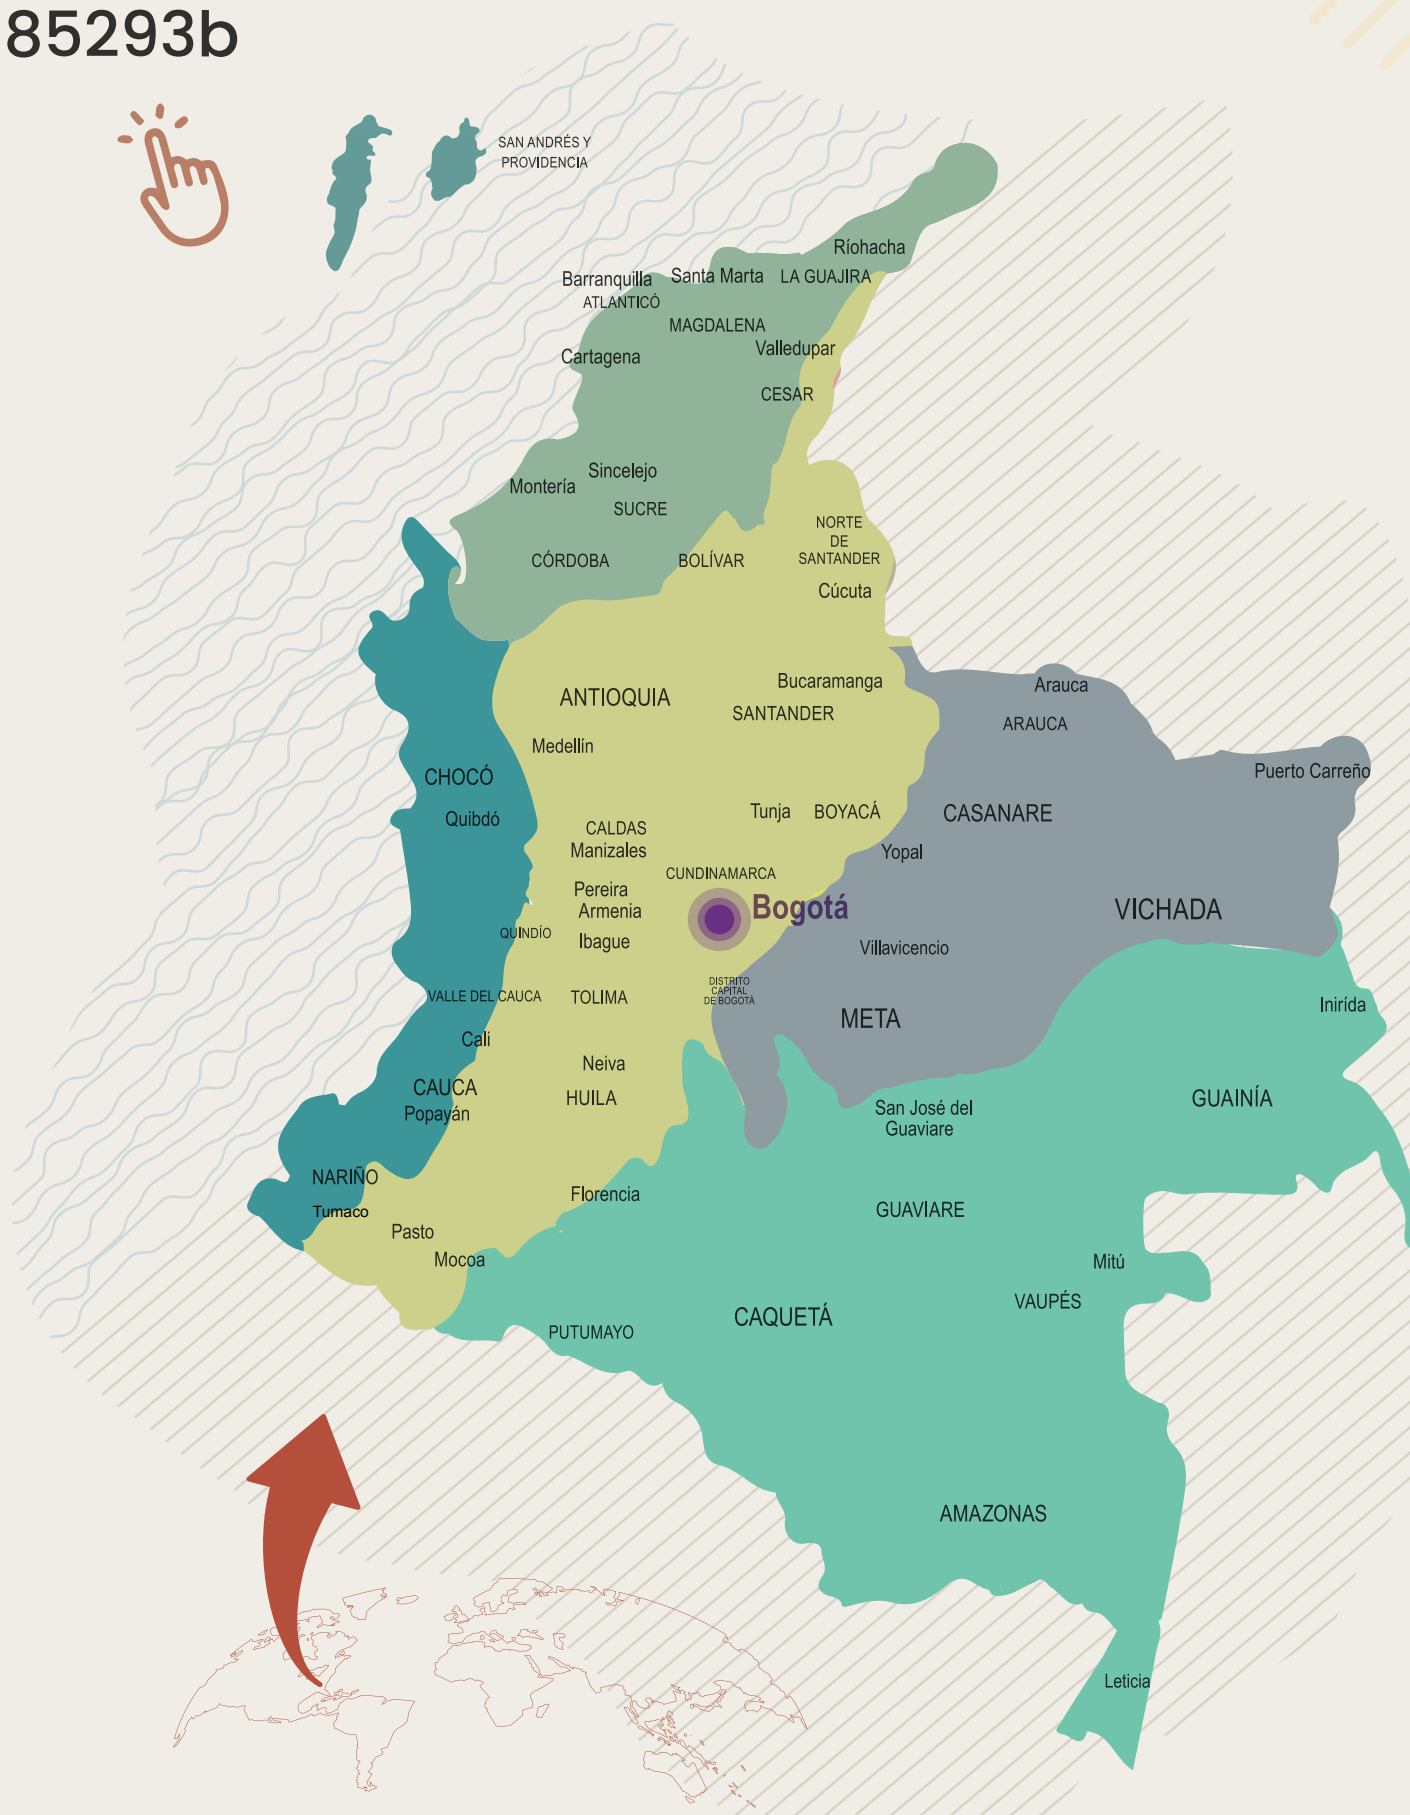 85293b
SAN ANDRÉS Y
PROVIDENCIA
Ríohacha
Barranquilla
Santa Marta
LA GUAJIRA
ATLANTICÓ
MAGDALENA
Cartagena
Valledupar
CESAR
Sincelejo
Montería
SUCRE
NORTE
DE
SANTANDER
CÓRDOBA
BOLÍVAR
Cúcuta
ANTIOQUIA
Bucaramanga
SANTANDER
Arauca
ARAUCA
Medellín
CHOCÓ
Quibdó
Puerto Carreño
Tunja
BOYACÁ
CASANARE
CALDAS
Manizales
Yopal
CUNDINAMARCA
Pereira
Armenia
Bogotá
VICHADA
QUINDÍO
Ibague
Villavicencio
VALLE DEL CAUCA
TOLIMA
DISTRITO
CAPITAL
DE BOGOTÀ
Inirída
META
Cali
Neiva
CAUCA
Popayán
HUILA
San José del
Guaviare
GUAINÍA
NARIÑO
Tumaco
Florencia
GUAVIARE
Pasto
Mocoa
Mitú
VAUPÉS
CAQUETÁ
PUTUMAYO
AMAZONAS
Leticia